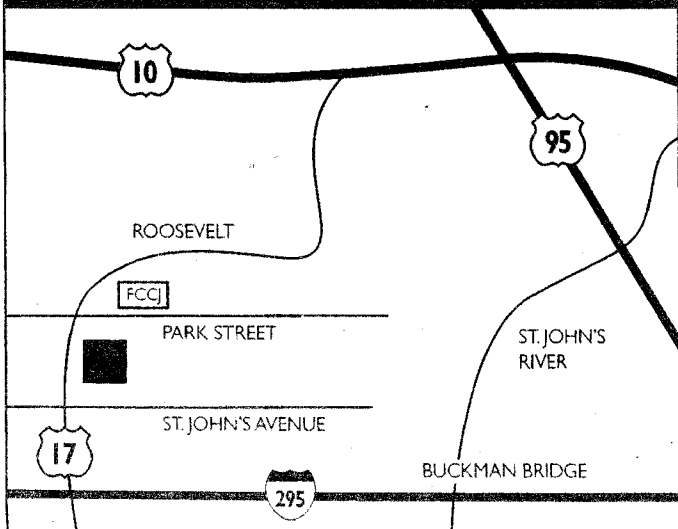 10
95
ROOSEVELT
FCCJ
PARK STREET
ST. JOHN'S
RIVER
ST. JOHN'S AVENUE
17
BUCKMAN BRIDGE
295